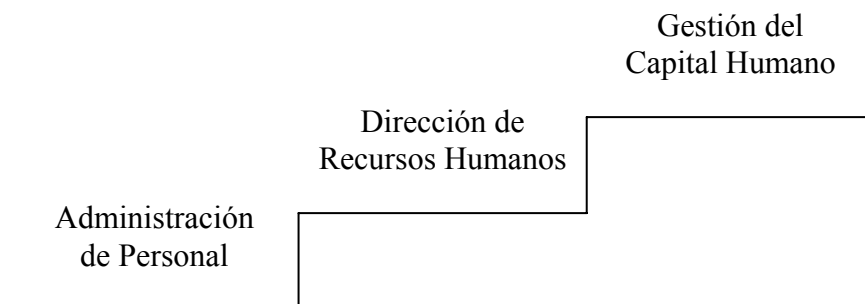 Gestión del
Capital Humano
Dirección de
Recursos Humanos
Administración
de Personal